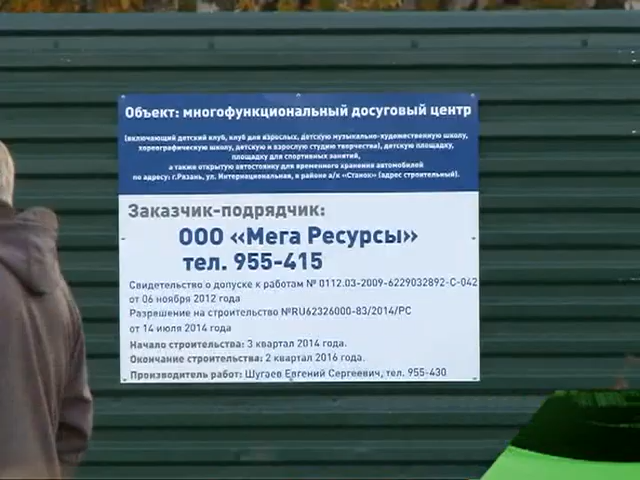 Объект: многофункциональный досуговый центр
(включающий детский клуб, клуб для взрослых, детскую музыкально-художественную школу,
хореографическую школу, детскую и взрослую студию творчества), детскую площадку,
площадку для спортивных занятий,
а также открытую автостоянку для временного хранения автомобилей
по адресу: г.Рязань, ул. Интернациональная, в районе а/к «Станок» (адрес строительный).
Заказчик-подрядчик:
ООО «Мега Ресурсы»
тел. 955-415
Свидетельство о допуске к работам № 0112.03-2009-6229032892-С-042
от 06 ноября 2012 года
Разрешение на строительство №RU62326000-83/2014/РС
от 14 июля 2014 года
Начало строительства: 3 квартал 2014 года.
Окончание строительства: 2 квартал 2016 года.
Производитель работ: Шугаев Евгений Сергеевич, тел. 955-430